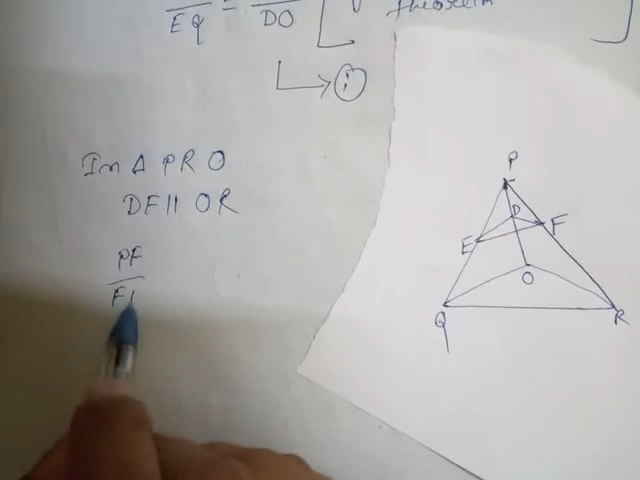 theorem
EQ = DO
i
In Δ PRO
DF || OR
PF
F
P
D
E F
O
Q R